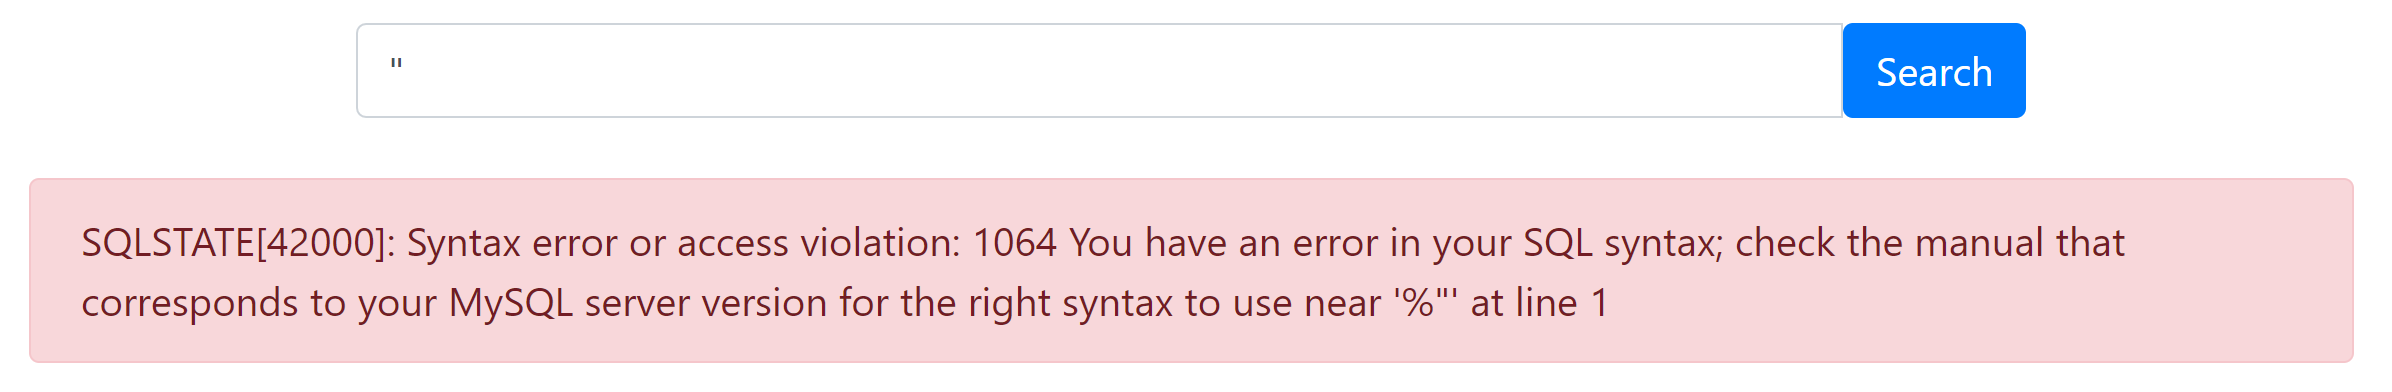 "
Search
SQLSTATE[42000]: Syntax error or access violation: 1064 You have an error in your SQL syntax; check the manual that
corresponds to your MySQL server version for the right syntax to use near '%"' at line 1